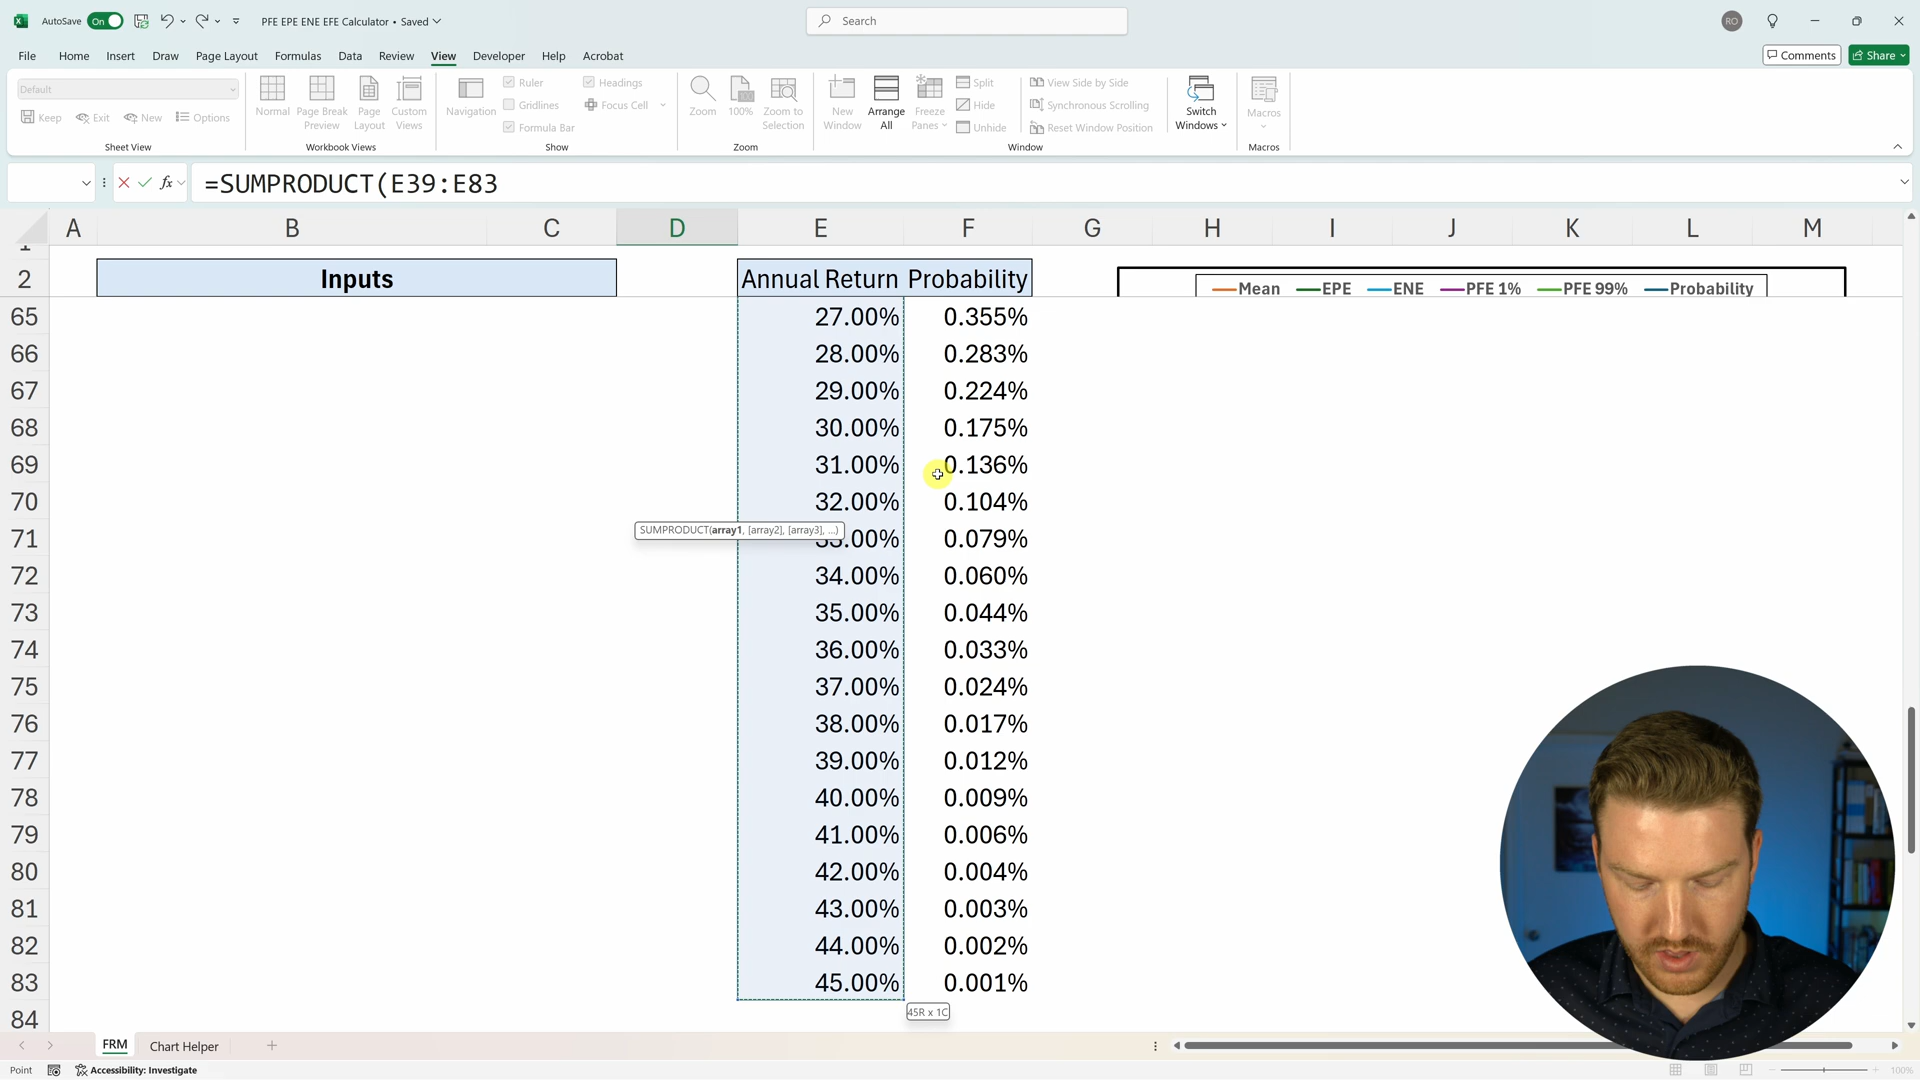 AutoSave On PFE EPE ENE EFE Calculator • Saved Search RO
File Home Insert Draw Page Layout Formulas Data Review View Developer Help Acrobat Comments Share
Default
Keep Exit New Options
Sheet View
Normal Page Break Preview Page Layout Custom Views
Workbook Views
Navigation
Ruler
Gridlines
Formula Bar
Headings
Focus Cell
Show
Zoom 100% Zoom to Selection
Zoom
New Window Arrange All Freeze Panes
Split
Hide
Unhide
View Side by Side
Synchronous Scrolling
Reset Window Position
Switch Windows
Window
Macros
Macros
fx =SUMPRODUCT(E39:E83
A B C D E F G H I J K L M
1
2 Inputs Annual Return Probability Mean EPE ENE PFE 1% PFE 99% Probability
65 27.00% 0.355%
66 28.00% 0.283%
67 29.00% 0.224%
68 30.00% 0.175%
69 31.00% 0.136%
70 32.00% 0.104%
SUMPRODUCT(array1, [array2], [array3], ...)
71 33.00% 0.079%
72 34.00% 0.060%
73 35.00% 0.044%
74 36.00% 0.033%
75 37.00% 0.024%
76 38.00% 0.017%
77 39.00% 0.012%
78 40.00% 0.009%
79 41.00% 0.006%
80 42.00% 0.004%
81 43.00% 0.003%
82 44.00% 0.002%
83 45.00% 0.001%
45R x 1C
84
FRM Chart Helper
Point Accessibility: Investigate 100%